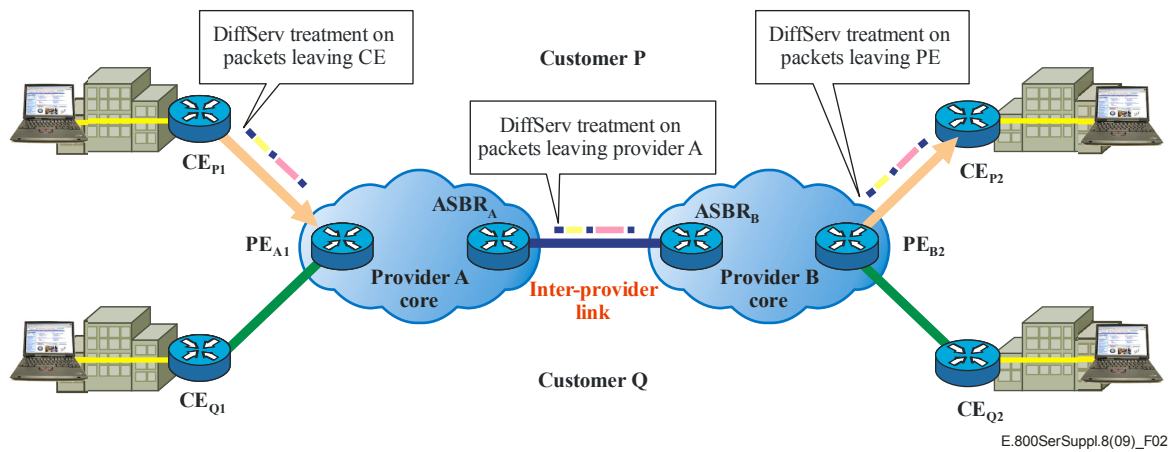 DiffServ treatment on
packets leaving CE
Customer P
DiffServ treatment on
packets leaving PE
DiffServ treatment on
packets leaving provider A
CEP1
CEP2
ASBRA
ASBRB
PEA1
PEB2
Provider A
core
Inter-provider
link
Provider B
core
Customer Q
CEQ1
CEQ2
E.800SerSuppl.8(09)_F02